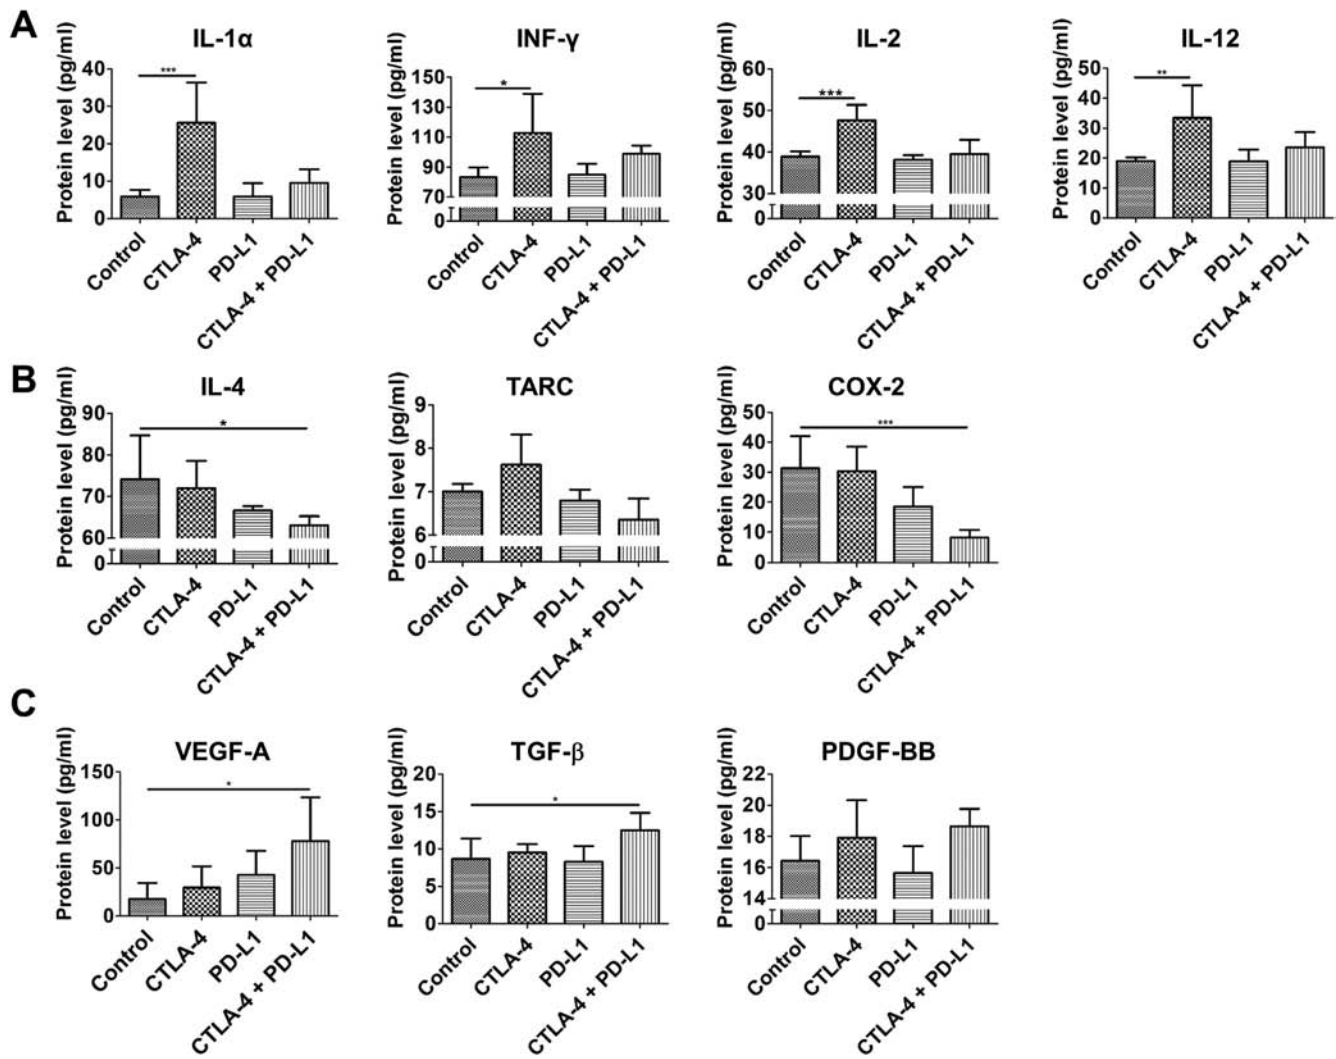 A
IL-1α
Protein level (pg/ml)
40
30
20
10
0
***
Control
CTLA-4
PD-L1
CTLA-4 + PD-L1
INF-γ
Protein level (pg/ml)
150
130
110
90
70
0
*
Control
CTLA-4
PD-L1
CTLA-4 + PD-L1
IL-2
Protein level (pg/ml)
60
50
40
30
0
***
Control
CTLA-4
PD-L1
CTLA-4 + PD-L1
IL-12
Protein level (pg/ml)
50
40
30
20
10
0
**
Control
CTLA-4
PD-L1
CTLA-4 + PD-L1
B
IL-4
Protein level (pg/ml)
90
80
70
60
0
*
Control
CTLA-4
PD-L1
CTLA-4 + PD-L1
TARC
Protein level (pg/ml)
9
8
7
6
0
Control
CTLA-4
PD-L1
CTLA-4 + PD-L1
COX-2
Protein level (pg/ml)
50
40
30
20
10
0
***
Control
CTLA-4
PD-L1
CTLA-4 + PD-L1
C
VEGF-A
Protein level (pg/ml)
150
100
50
0
*
Control
CTLA-4
PD-L1
CTLA-4 + PD-L1
TGF-β
Protein level (pg/ml)
20
15
10
5
0
*
Control
CTLA-4
PD-L1
CTLA-4 + PD-L1
PDGF-BB
Protein level (pg/ml)
22
20
18
16
14
0
Control
CTLA-4
PD-L1
CTLA-4 + PD-L1